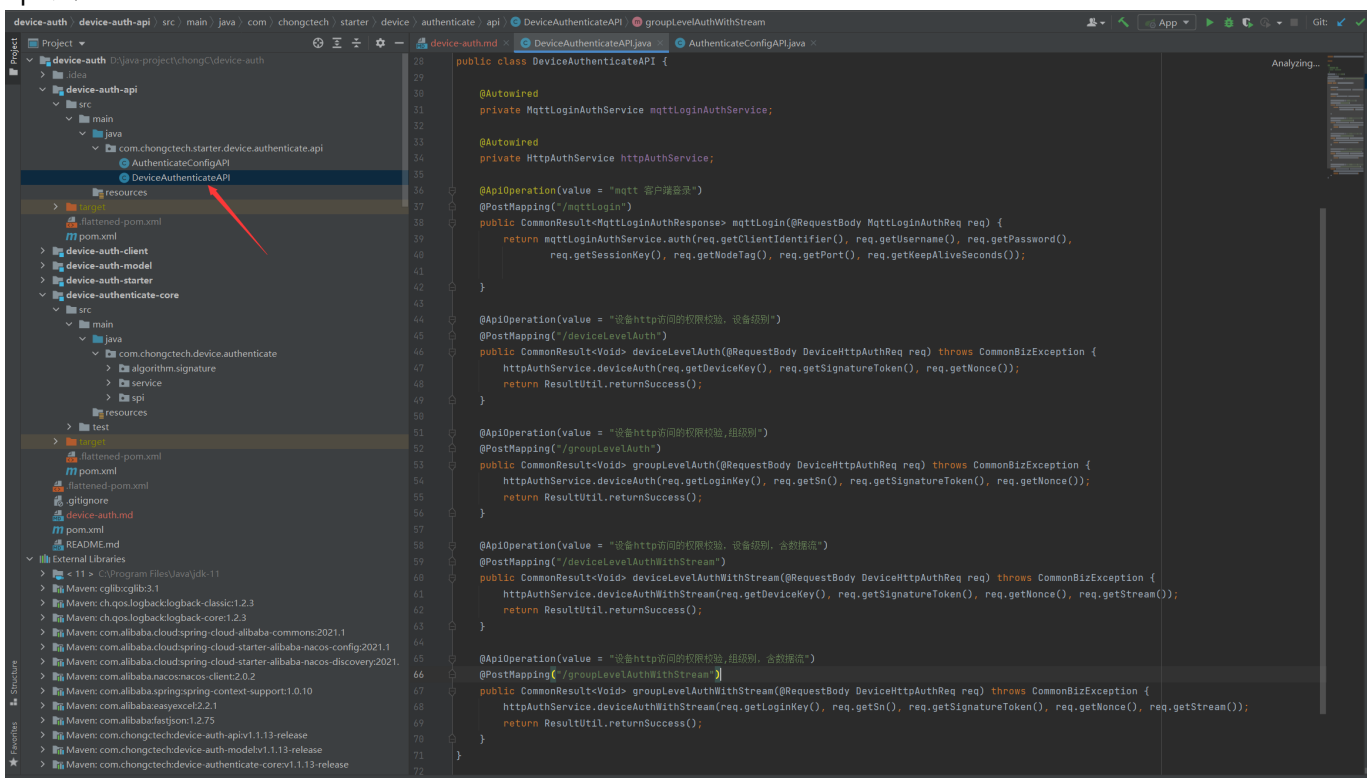 device-auth 〉 device-auth-api 〉 src 〉 main 〉 java 〉 com 〉 chongctech 〉 starter 〉 device 〉 authenticate 〉 api 〉 DeviceAuthenticateAPI 〉 groupLevelAuthWithStream
App
Git:
Project
device-auth.md
DeviceAuthenticateAPI.java
AuthenticateConfigAPI.java
Analyzing...
device-auth D:\java-project\chongC\device-auth
.idea
device-auth-api
src
main
java
com.chongctech.starter.device.authenticate.api
AuthenticateConfigAPI
DeviceAuthenticateAPI
resources
target
flattened-pom.xml
pom.xml
device-auth-client
device-auth-model
device-auth-starter
device-authenticate-core
src
main
java
com.chongctech.device.authenticate
algorithm.signature
service
spi
resources
test
target
flattened-pom.xml
pom.xml
flattened-pom.xml
.gitignore
device-auth.md
pom.xml
README.md
External Libraries
< 11 > C:\Program Files\Java\jdk-11
Maven: cglib:cglib:3.1
Maven: ch.qos.logback:logback-classic:1.2.3
Maven: ch.qos.logback:logback-core:1.2.3
Maven: com.alibaba.cloud:spring-cloud-alibaba-commons:2021.1
Maven: com.alibaba.cloud:spring-cloud-starter-alibaba-nacos-config:2021.1
Maven: com.alibaba.cloud:spring-cloud-starter-alibaba-nacos-discovery:2021.
Maven: com.alibaba.nacos:nacos-client:2.0.2
Maven: com.alibaba.spring:spring-context-support:1.0.10
Maven: com.alibaba:easyexcel:2.2.1
Maven: com.alibaba:fastjson:1.2.75
Maven: com.chongctech:device-auth-api:v1.1.13-release
Maven: com.chongctech:device-auth-model:v1.1.13-release
Maven: com.chongctech:device-authenticate-core:v1.1.13-release
Project
Structure
Favorites
28 public class DeviceAuthenticateAPI {
29
30 @Autowired
31 private MqttLoginAuthService mqttLoginAuthService;
32
33 @Autowired
34 private HttpAuthService httpAuthService;
35
36 @ApiOperation(value = "mqtt 客户端登录")
37 @PostMapping("/mqttLogin")
38 public CommonResult<MqttLoginAuthResponse> mqttLogin(@RequestBody MqttLoginAuthReq req) {
39 return mqttLoginAuthService.auth(req.getClientIdentifier(), req.getUsername(), req.getPassword(),
40 req.getSessionKey(), req.getNodeTag(), req.getPort(), req.getKeepAliveSeconds());
41
42 }
43
44 @ApiOperation(value = "设备http访问的权限校验，设备级别")
45 @PostMapping("/deviceLevelAuth")
46 public CommonResult<Void> deviceLevelAuth(@RequestBody DeviceHttpAuthReq req) throws CommonBizException {
47 httpAuthService.deviceAuth(req.getDeviceKey(), req.getSignatureToken(), req.getNonce());
48 return ResultUtil.returnSuccess();
49 }
50
51 @ApiOperation(value = "设备http访问的权限校验,组级别")
52 @PostMapping("/groupLevelAuth")
53 public CommonResult<Void> groupLevelAuth(@RequestBody DeviceHttpAuthReq req) throws CommonBizException {
54 httpAuthService.deviceAuth(req.getLoginKey(), req.getSn(), req.getSignatureToken(), req.getNonce());
55 return ResultUtil.returnSuccess();
56 }
57
58 @ApiOperation(value = "设备http访问的权限校验，设备级别，含数据流")
59 @PostMapping("/deviceLevelAuthWithStream")
60 public CommonResult<Void> deviceLevelAuthWithStream(@RequestBody DeviceHttpAuthReq req) throws CommonBizException {
61 httpAuthService.deviceAuthWithStream(req.getDeviceKey(), req.getSignatureToken(), req.getNonce(), req.getStream());
62 return ResultUtil.returnSuccess();
63 }
64
65 @ApiOperation(value = "设备http访问的权限校验,组级别，含数据流")
66 @PostMapping("/groupLevelAuthWithStream")
67 public CommonResult<Void> groupLevelAuthWithStream(@RequestBody DeviceHttpAuthReq req) throws CommonBizException {
68 httpAuthService.deviceAuthWithStream(req.getLoginKey(), req.getSn(), req.getSignatureToken(), req.getNonce(), req.getStream());
69 return ResultUtil.returnSuccess();
70 }
71 }
72